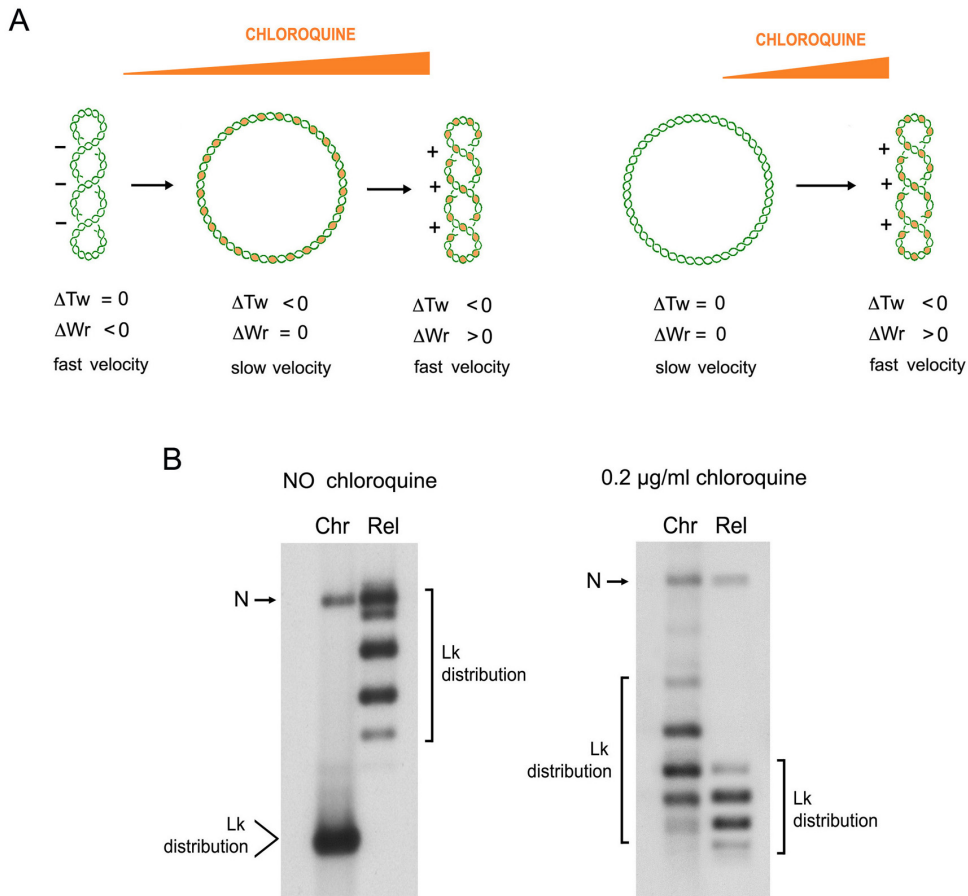 A
CHLOROQUINE
CHLOROQUINE
−
−
−
+
+
+
+
+
+
ΔTw = 0
ΔWr < 0
fast velocity
ΔTw < 0
ΔWr = 0
slow velocity
ΔTw < 0
ΔWr > 0
fast velocity
ΔTw = 0
ΔWr = 0
slow velocity
ΔTw < 0
ΔWr > 0
fast velocity
B
NO chloroquine
Chr Rel
N
Lk
distribution
Lk
distribution
0.2 µg/ml chloroquine
Chr Rel
N
Lk
distribution
Lk
distribution